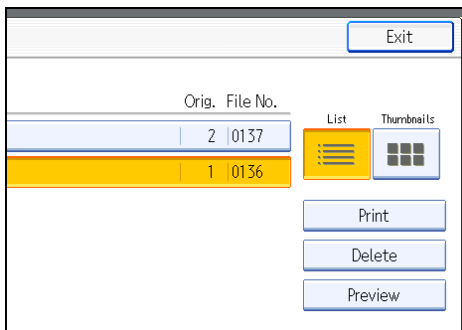 Exit
Orig. File No.
List Thumbnails
2 0137
1 0136
Print
Delete
Preview